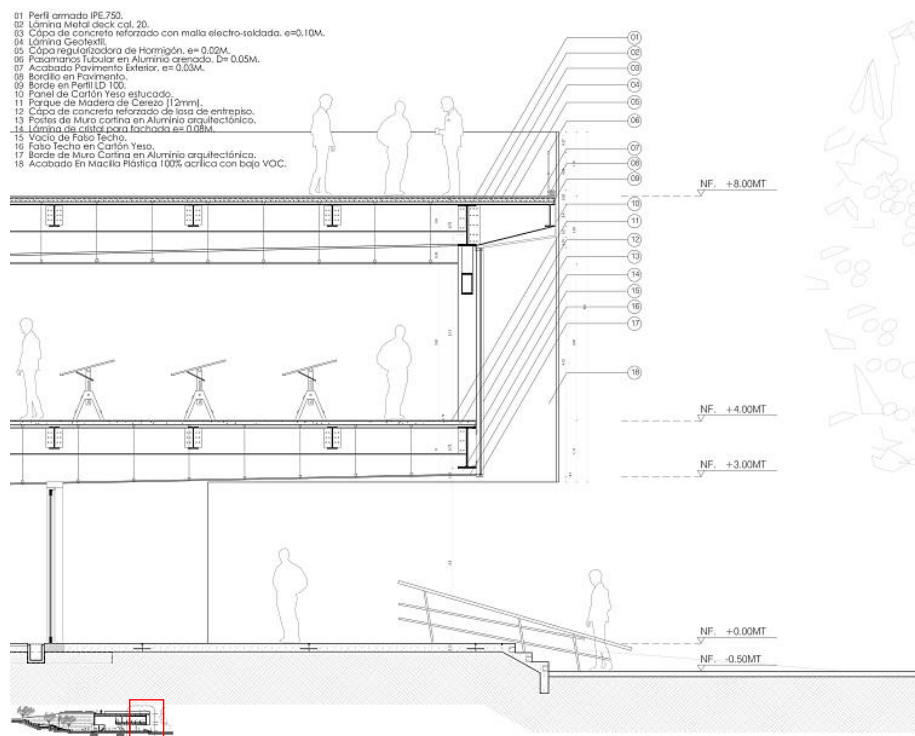 01 Perfil armado IPE.750.
02 Lámina Metal deck cal. 20.
03 Cápa de concreto reforzado con malla electro-soldada. e=0.10M.
04 Lámina Geotextil.
05 Cápa regularizadora de Hormigón. e= 0.02M.
06 Pasamanos Tubular en Aluminio arenado. D= 0.05M.
07 Acabado Pavimento Exterior. e= 0.03M.
08 Bordillo en Pavimento.
09 Borde en Perfil LD 100.
10 Panel de Cartón Yeso estucado.
11 Parque de Madera de Cerezo [12mm].
12 Cápa de concreto reforzado de losa de entrepiso.
13 Postes de Muro cortina en Aluminio arquitectónico.
14 Lámina de cristal para fachada e= 0.08M.
15 Vacío de Falso Techo.
16 Falso Techo en Cartón Yeso.
17 Borde de Muro Cortina en Aluminio arquitectónico.
18 Acabado En Macilla Plástica 100% acrílica con bajo VOC.
01
02
03
04
05
06
07
08
09
10
11
12
13
14
15
16
17
18
NF. +8.00MT
NF. +4.00MT
NF. +3.00MT
NF. +0.00MT
NF. -0.50MT